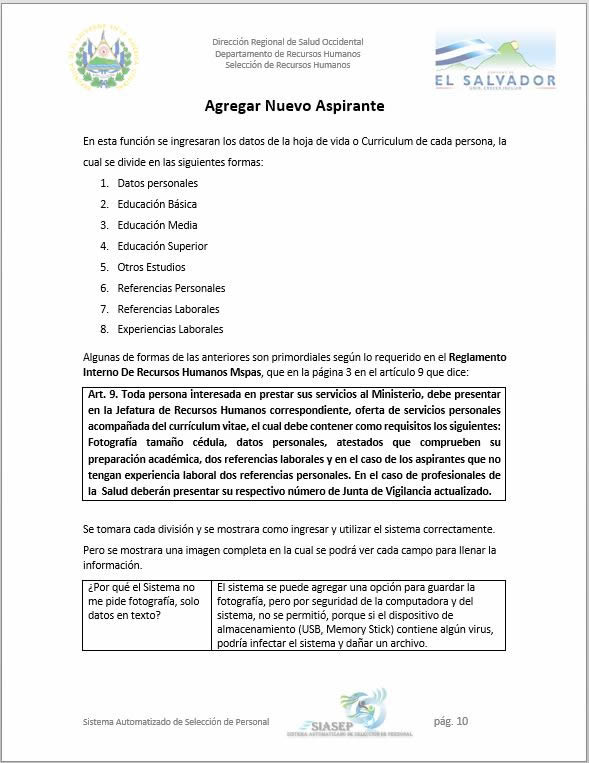 Dirección Regional de Salud Occidental
Departamento de Recursos Humanos
Selección de Recursos Humanos
EL SALVADOR
UNIR, CRECER, INCLUIR
Agregar Nuevo Aspirante
En esta función se ingresaran los datos de la hoja de vida o Curriculum de cada persona, la
cual se divide en las siguientes formas:
1. Datos personales
2. Educación Básica
3. Educación Media
4. Educación Superior
5. Otros Estudios
6. Referencias Personales
7. Referencias Laborales
8. Experiencias Laborales
Algunas de formas de las anteriores son primordiales según lo requerido en el Reglamento
Interno De Recursos Humanos Mspas, que en la página 3 en el artículo 9 que dice:
Art. 9. Toda persona interesada en prestar sus servicios al Ministerio, debe presentar
en la Jefatura de Recursos Humanos correspondiente, oferta de servicios personales
acompañada del currículum vitae, el cual debe contener como requisitos los siguientes:
Fotografía tamaño cédula, datos personales, atestados que comprueben su
preparación académica, dos referencias laborales y en el caso de los aspirantes que no
tengan experiencia laboral dos referencias personales. En el caso de profesionales de
la Salud deberán presentar su respectivo número de Junta de Vigilancia actualizado.
Se tomara cada división y se mostrara como ingresar y utilizar el sistema correctamente.
Pero se mostrara una imagen completa en la cual se podrá ver cada campo para llenar la
información.
¿Por qué el Sistema no
me pide fotografía, solo
datos en texto?
El sistema se puede agregar una opción para guardar la
fotografía, pero por seguridad de la computadora y del
sistema, no se permitió, porque si el dispositivo de
almacenamiento (USB, Memory Stick) contiene algún virus,
podría infectar el sistema y dañar un archivo.
Sistema Automatizado de Selección de Personal
SIASEP
SISTEMA AUTOMATIZADO DE SELECCIÓN DE PERSONAL
pág. 10